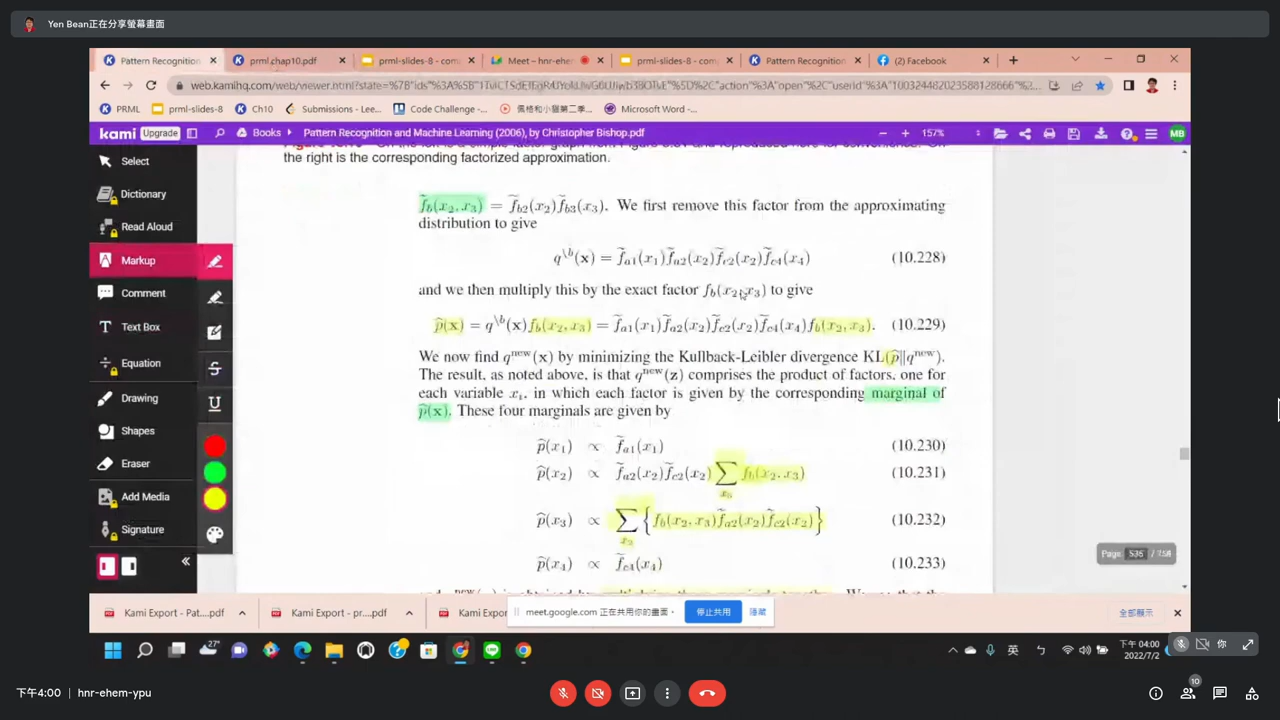 Yen Bean正在分享螢幕畫面
Pattern Recognition
prml.chap10.pdf
prml-slides-8 - com
Meet – hnr-ehem
prml-slides-8 - com
Pattern Recognition
(2) Facebook
PRML
prml-slides-8
Ch10
Submissions - Lee...
Code Challenge -...
Microsoft Word -...
kami Upgrade
Books
Pattern Recognition and Machine Learning (2006), by Christopher Bishop.pdf
157%
MB
the right is the corresponding factorized approximation.
Select
Dictionary
Read Aloud
Markup
Comment
Text Box
Equation
Drawing
Shapes
Eraser
Add Media
Signature
f̃b(x2, x3) = f̃b2(x2)f̃b3(x3). We first remove this factor from the approximating
distribution to give
q\b(x) = f̃a1(x1)f̃a2(x2)f̃c2(x2)f̃c4(x4) (10.228)
and we then multiply this by the exact factor fb(x2, x3) to give
p̂(x) = q\b(x)fb(x2, x3) = f̃a1(x1)f̃a2(x2)f̃c2(x2)f̃c4(x4)fb(x2, x3). (10.229)
We now find qnew(x) by minimizing the Kullback-Leibler divergence KL(p̂‖qnew).
The result, as noted above, is that qnew(z) comprises the product of factors, one for
each variable xi, in which each factor is given by the corresponding marginal of
p̂(x). These four marginals are given by
p̂(x1) ∝ f̃a1(x1) (10.230)
p̂(x2) ∝ f̃a2(x2)f̃c2(x2) ∑x3 fb(x2, x3) (10.231)
p̂(x3) ∝ ∑x2 {fb(x2, x3)f̃a2(x2)f̃c2(x2)} (10.232)
p̂(x4) ∝ f̃c4(x4) (10.233)
Page 536 / 758
Kami Export - Pat....pdf
Kami Export - pr....pdf
Kami Expo
meet.google.com 正在共用你的畫面。
停止共用
隱藏
全部顯示
27°
英
ㄅ
下午 04:00
2022/7/2
你
下午4:00 | hnr-ehem-ypu
10